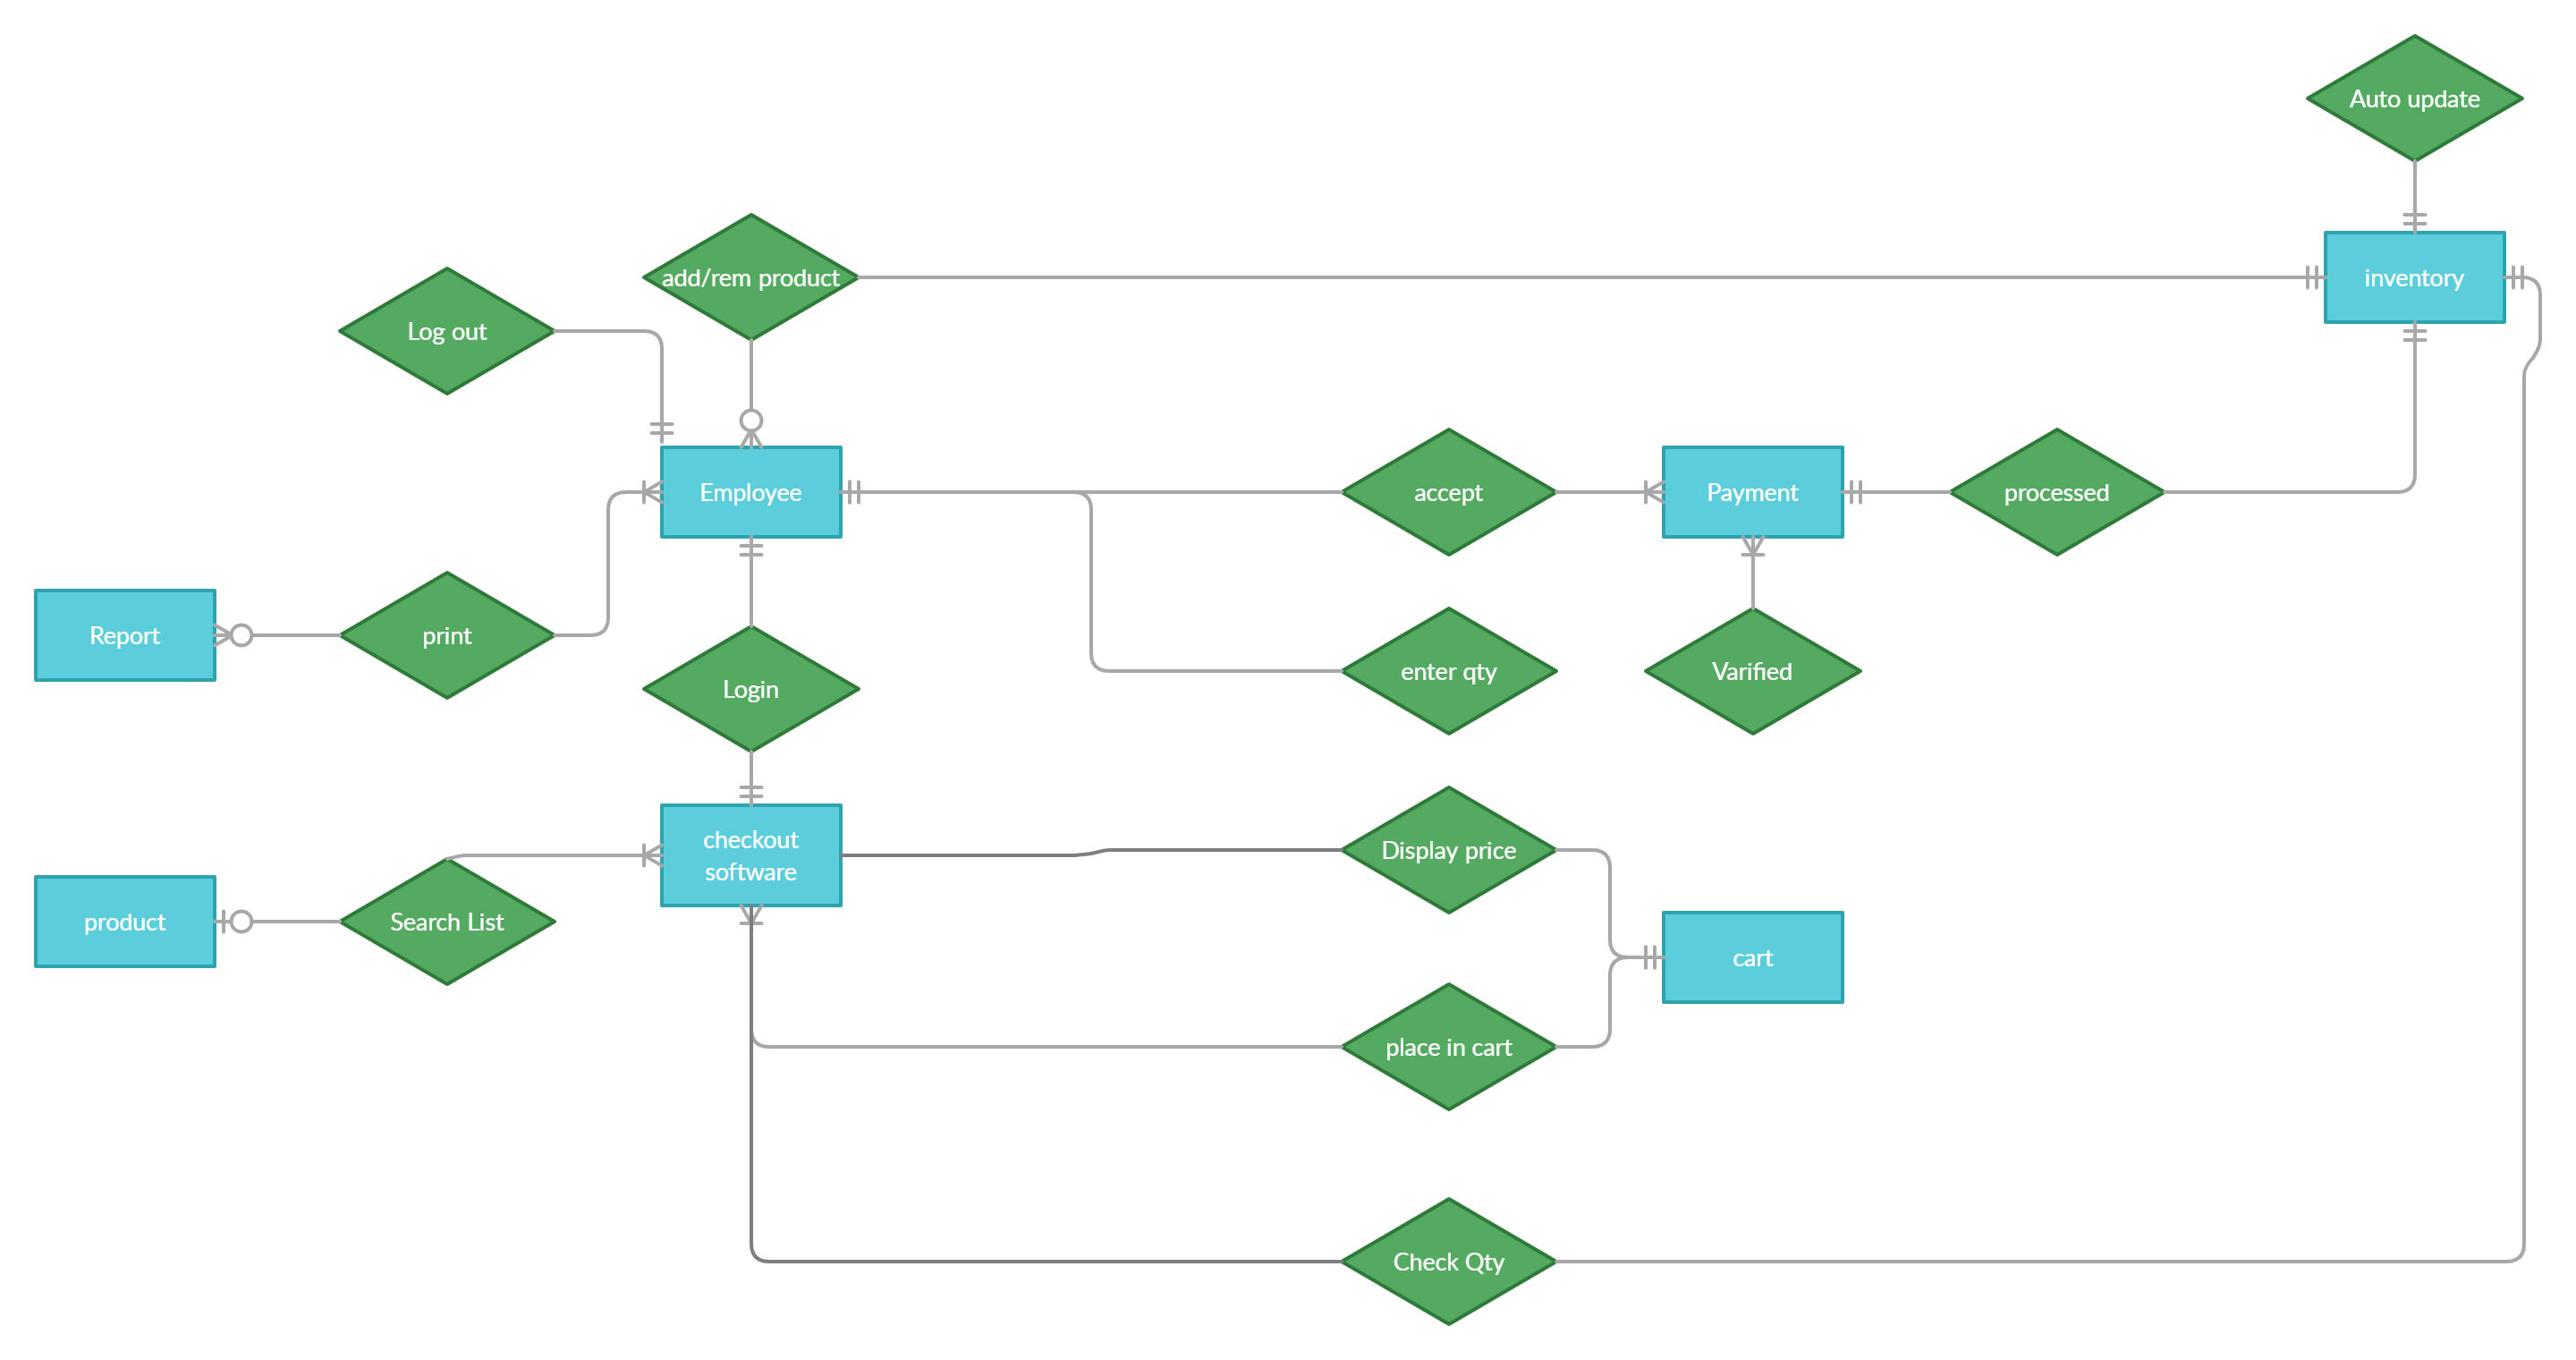 Auto update
add/rem product
inventory
Log out
Employee
accept
Payment
processed
Report
print
enter qty
Varified
Login
checkout
software
Display price
product
Search List
cart
place in cart
Check Qty